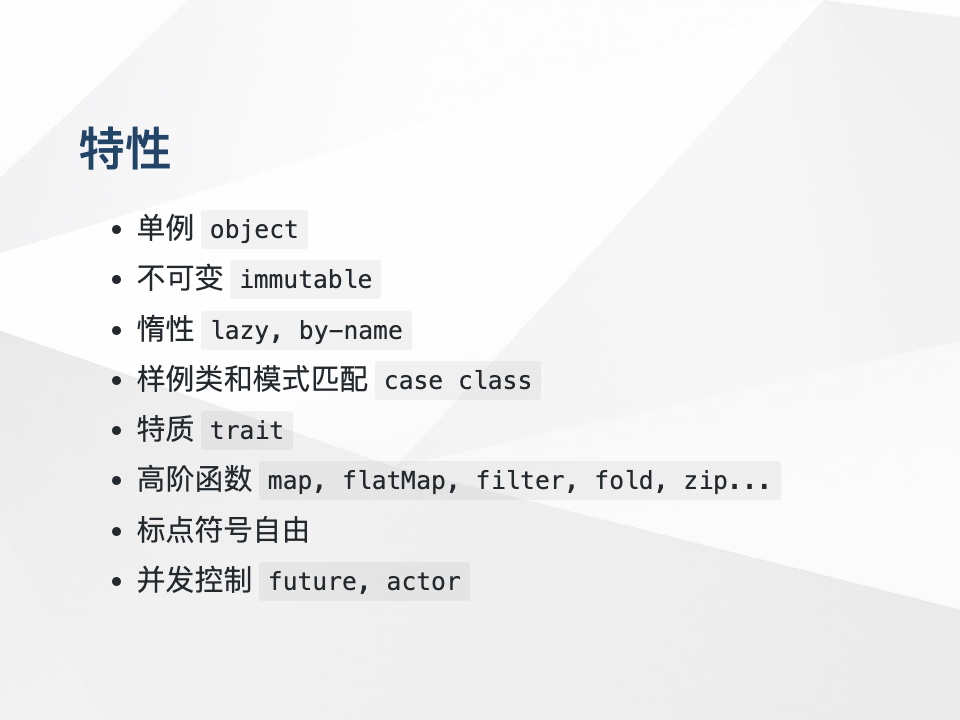 特性
单例 object
不可变 immutable
惰性 lazy, by-name
样例类和模式匹配 case class
特质 trait
高阶函数 map, flatMap, filter, fold, zip...
标点符号自由
并发控制 future, actor